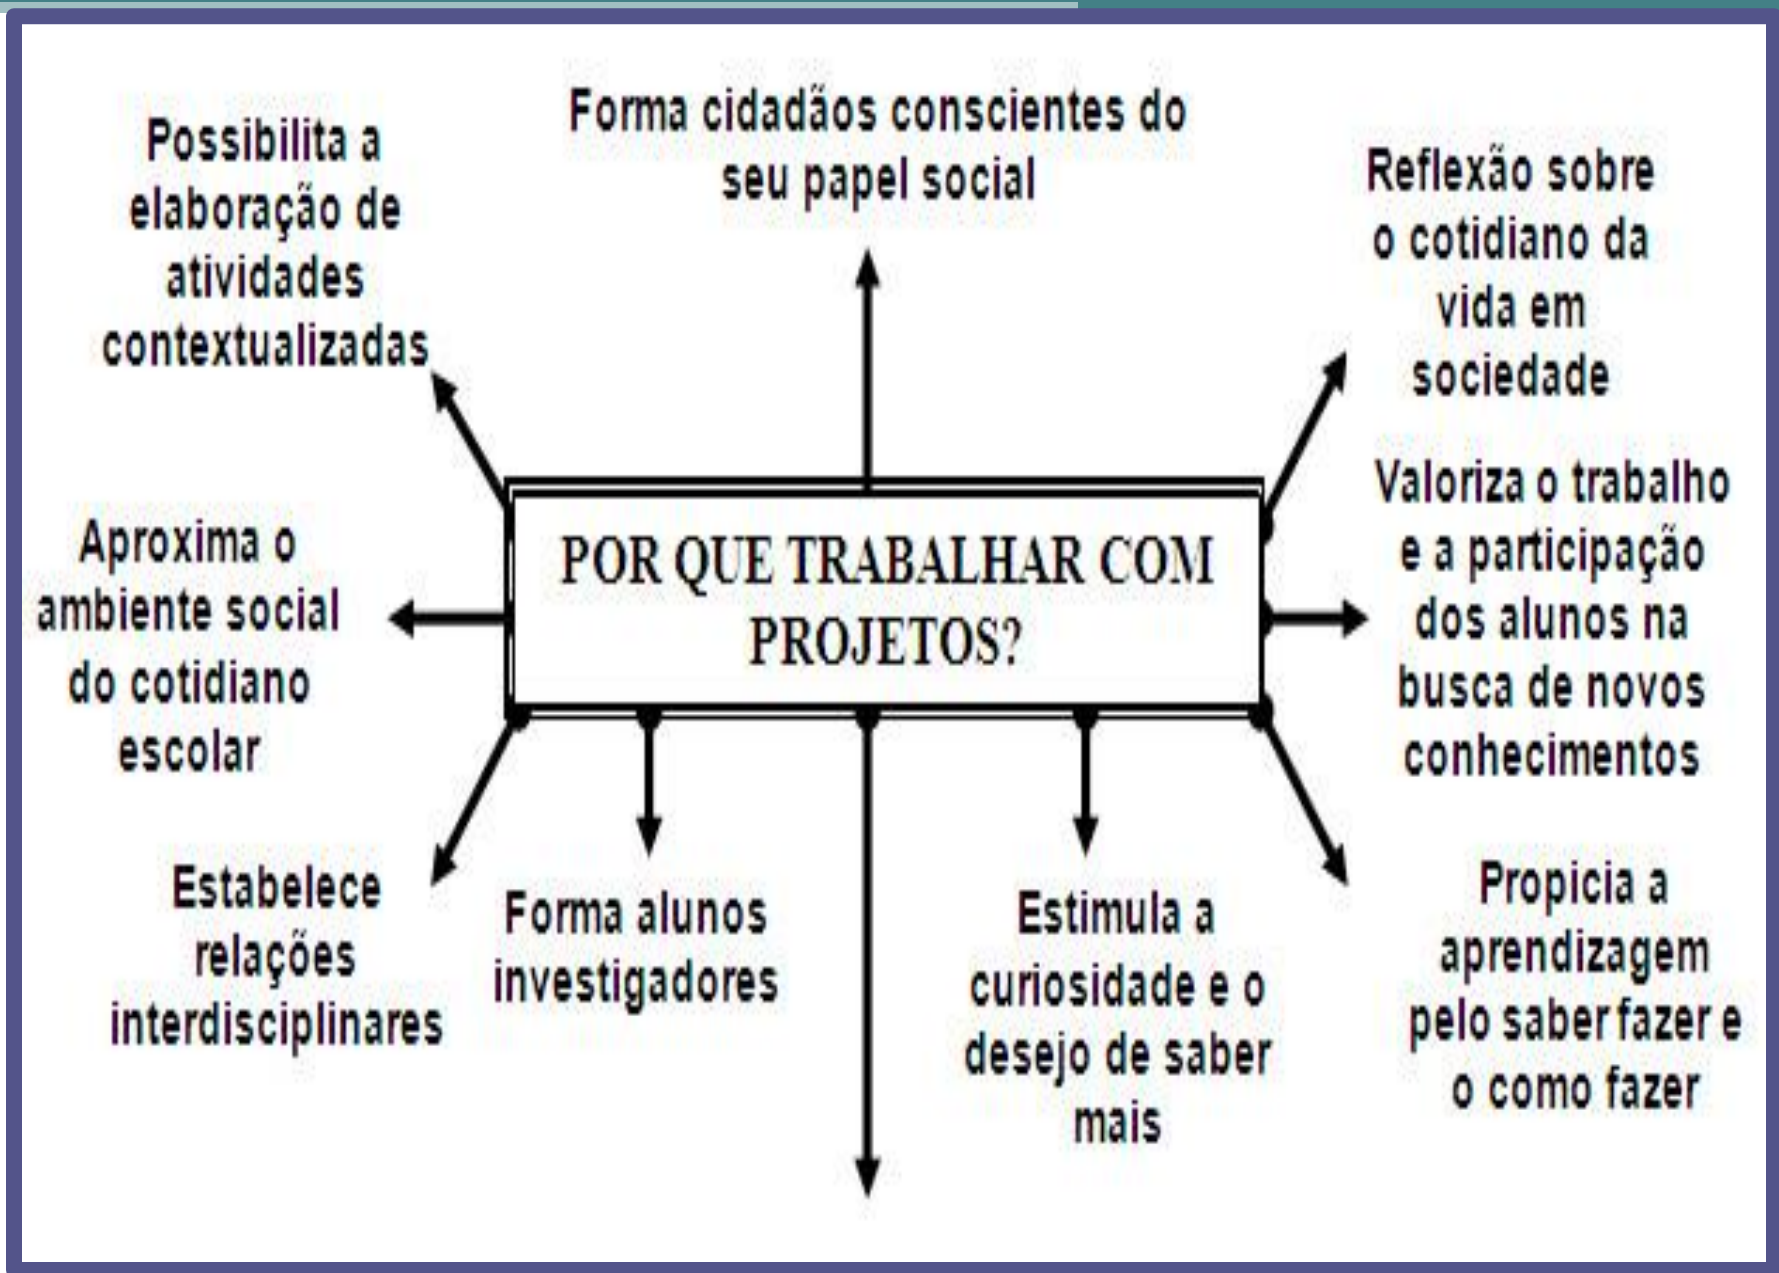 Forma cidadãos conscientes do
seu papel social
Possibilita a
elaboração de
atividades
contextualizadas
Reflexão sobre
o cotidiano da
vida em
sociedade
Aproxima o
ambiente social
do cotidiano
escolar
POR QUE TRABALHAR COM
PROJETOS?
Valoriza o trabalho
e a participação
dos alunos na
busca de novos
conhecimentos
Estabelece
relações
interdisciplinares
Forma alunos
investigadores
Estimula a
curiosidade e o
desejo de saber
mais
Propicia a
aprendizagem
pelo saber fazer e
o como fazer